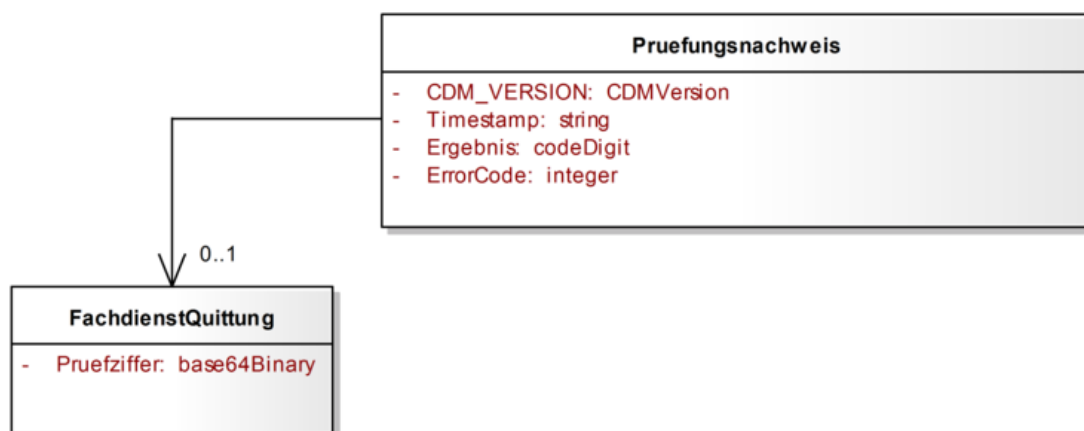 Pruefungsnachweis
- CDM_VERSION: CDMVersion
- Timestamp: string
- Ergebnis: codeDigit
- ErrorCode: integer
0..1
FachdienstQuittung
- Pruefziffer: base64Binary